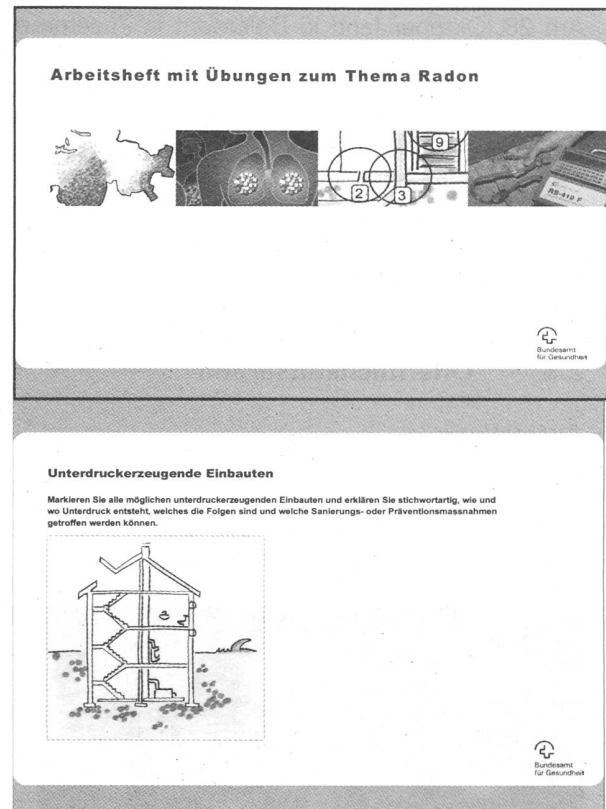 Arbeitsheft mit Übungen zum Thema Radon
9
2
3
RS-410 F
Bundesamt
für Gesundheit
Unterdruckerzeugende Einbauten
Markieren Sie alle möglichen unterdruckerzeugenden Einbauten und erklären Sie stichwortartig, wie und
wo Unterdruck entsteht, welches die Folgen sind und welche Sanierungs- oder Präventionsmassnahmen
getroffen werden können.
Bundesamt
für Gesundheit